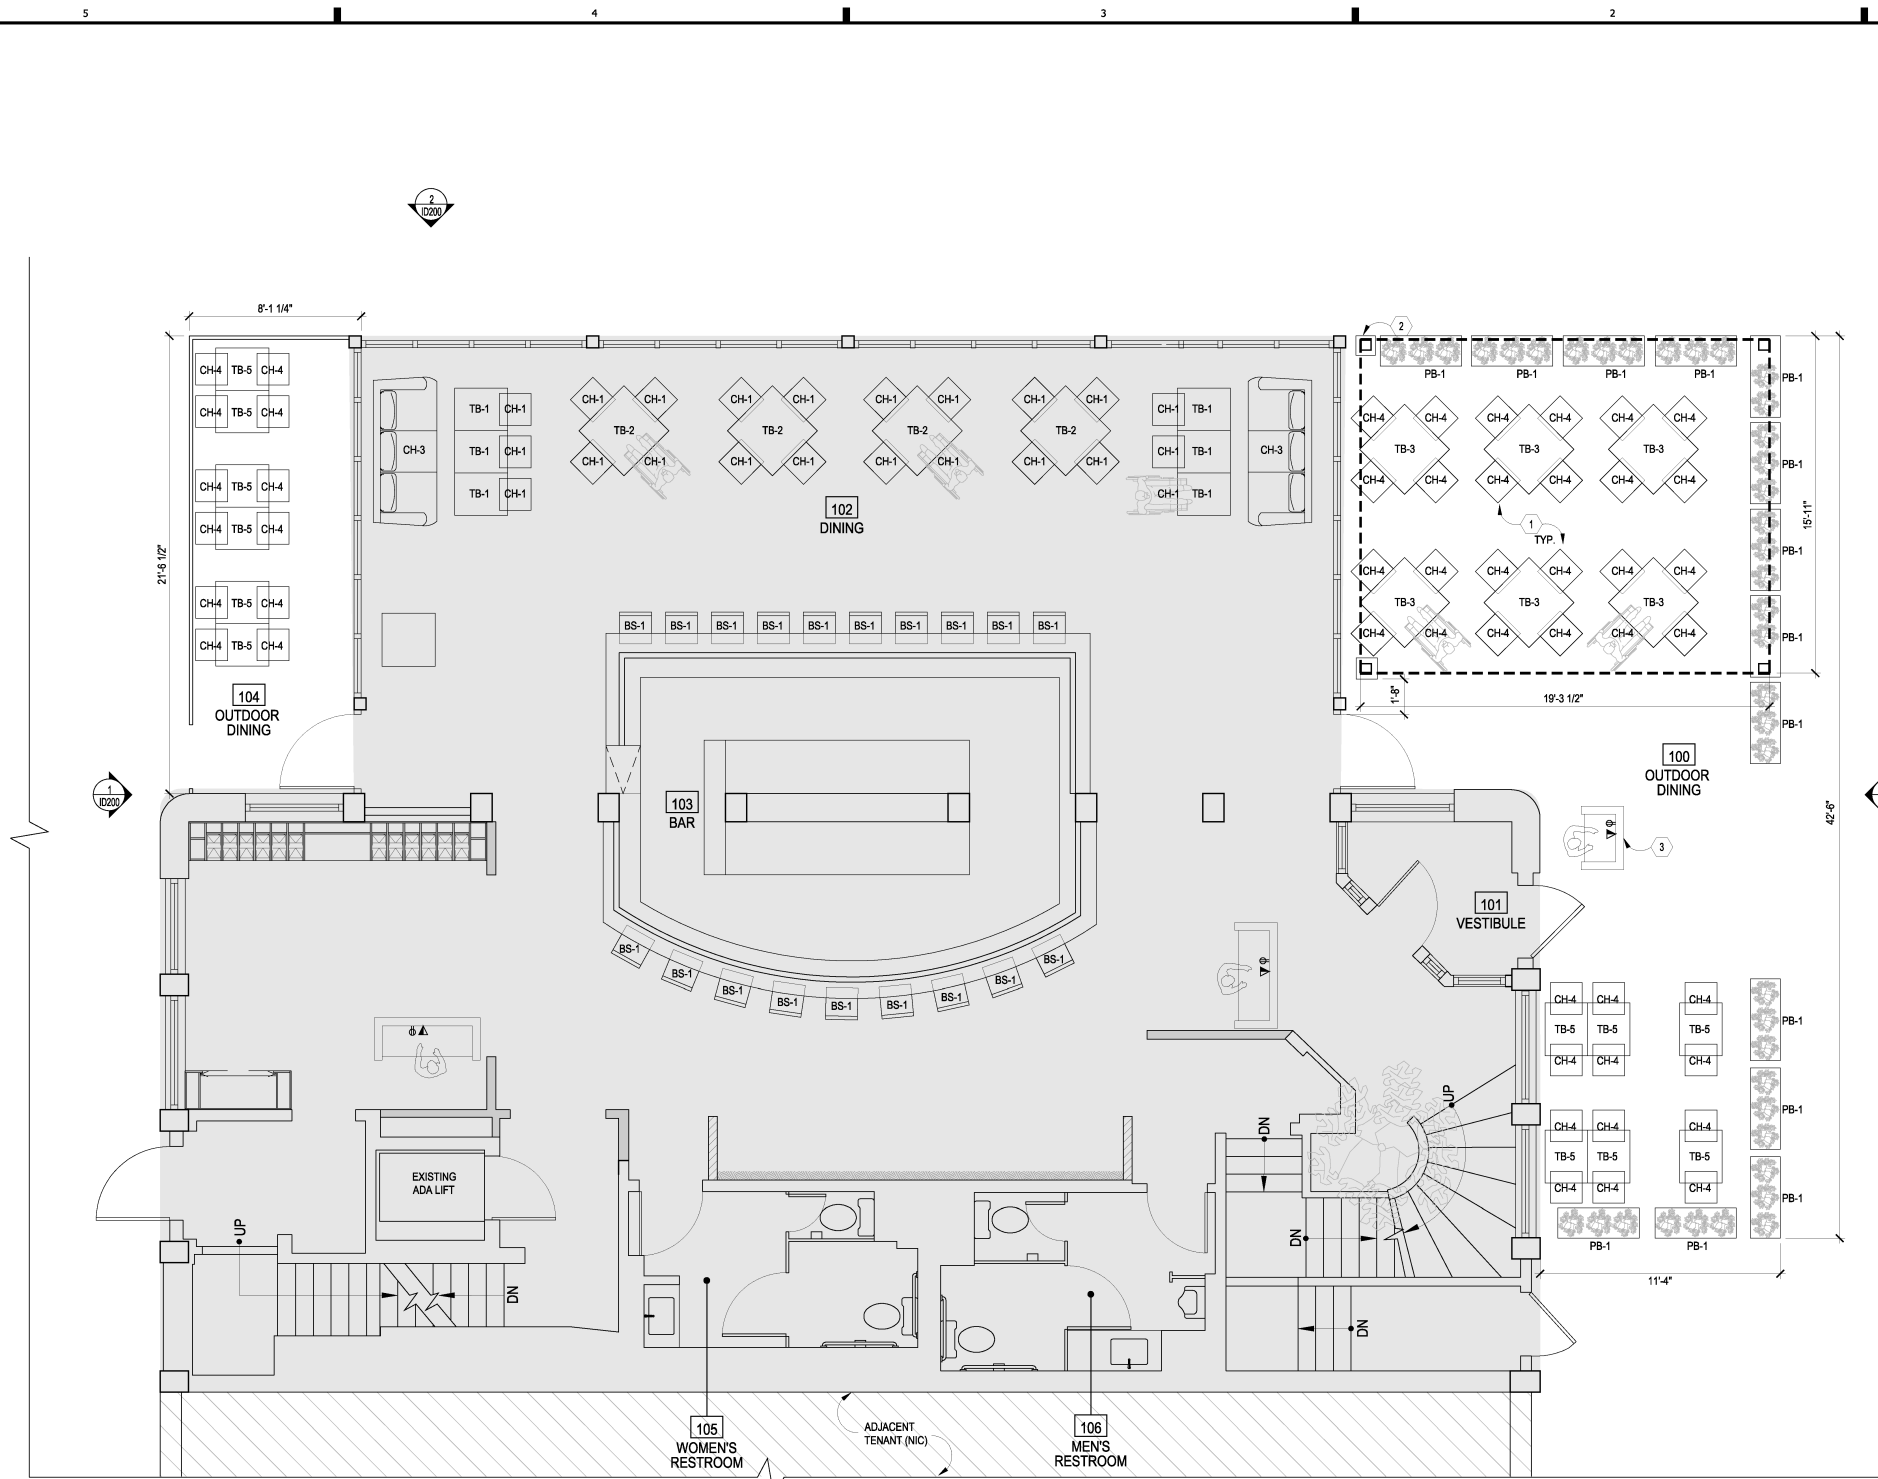 5 4 3 2
2
ID200
8'-1 1/4"
2
CH-4 TB-5 CH-4
PB-1 PB-1 PB-1 PB-1
PB-1
CH-4 TB-5 CH-4
CH-1 CH-1 CH-1 CH-1 CH-1 CH-1 CH-1 CH-1
TB-1 CH-1
CH-1 TB-1
CH-4 CH-4 CH-4 CH-4 CH-4 CH-4
TB-2 TB-2 TB-2 TB-2
CH-3 TB-1 CH-1
CH-1 TB-1 CH-3
TB-3 TB-3 TB-3
PB-1
CH-1 CH-1 CH-1 CH-1 CH-1 CH-1 CH-1 CH-1
CH-4 CH-4 CH-4 CH-4 CH-4 CH-4
CH-4 TB-5 CH-4
TB-1 CH-1
CH-1 TB-1
102
DINING
15'-11"
1
TYP.
CH-4 TB-5 CH-4
PB-1
21'-6 1/2"
CH-4 CH-4 CH-4 CH-4 CH-4 CH-4
CH-4 TB-5 CH-4
TB-3 TB-3 TB-3
BS-1 BS-1 BS-1 BS-1 BS-1 BS-1 BS-1 BS-1 BS-1 BS-1
CH-4 CH-4 CH-4 CH-4 CH-4 CH-4
PB-1
CH-4 TB-5 CH-4
104
OUTDOOR
DINING
1'-8"
19'-3 1/2"
PB-1
100
OUTDOOR
DINING
1
ID200
103
BAR
42'-6"
3
101
VESTIBULE
BS-1 BS-1 BS-1 BS-1 BS-1 BS-1 BS-1 BS-1 BS-1
CH-4 CH-4 CH-4
TB-5 TB-5 TB-5
PB-1
CH-4 CH-4 CH-4
UP
PB-1
DN
CH-4 CH-4 CH-4
TB-5 TB-5 TB-5
EXISTING
ADA LIFT
CH-4 CH-4 CH-4
PB-1
UP
DN
PB-1 PB-1
11'-4"
DN
DN
105
WOMEN'S
RESTROOM
ADJACENT
TENANT (NIC)
106
MEN'S
RESTROOM